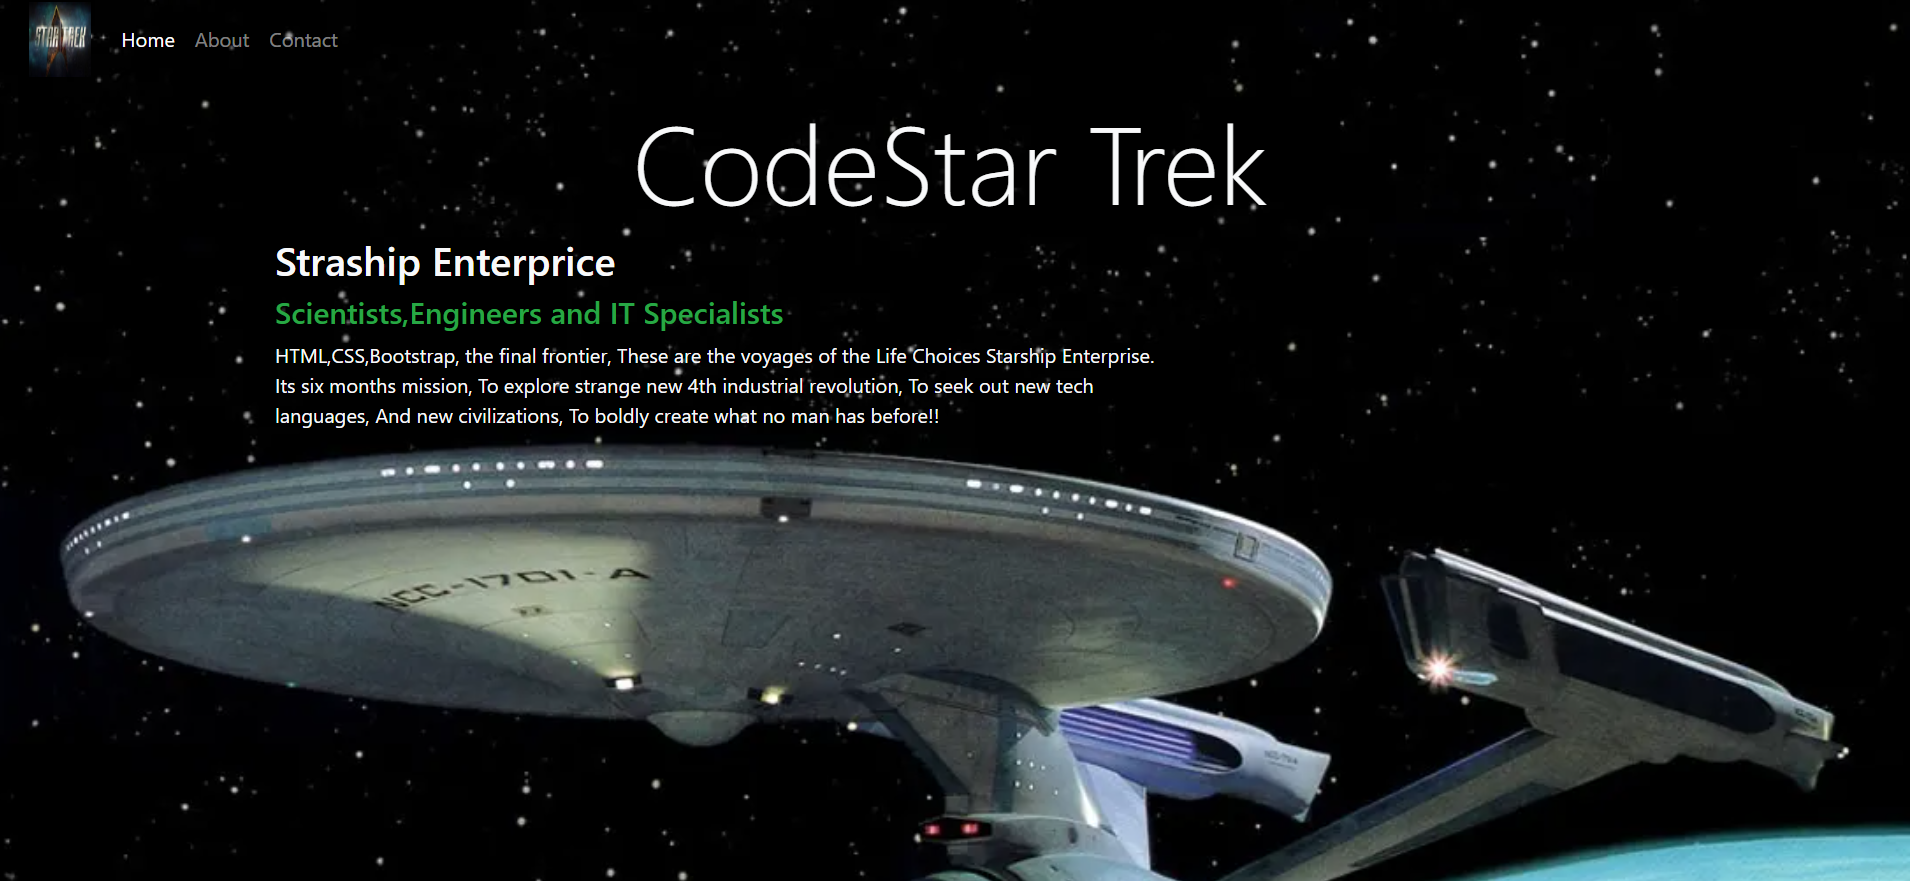 STAR TREK
Home About Contact
CodeStar Trek
Straship Enterprice
Scientists,Engineers and IT Specialists
HTML,CSS,Bootstrap, the final frontier, These are the voyages of the Life Choices Starship Enterprise.
Its six months mission, To explore strange new 4th industrial revolution, To seek out new tech
languages, And new civilizations, To boldly create what no man has before!!
NCC-1701-A